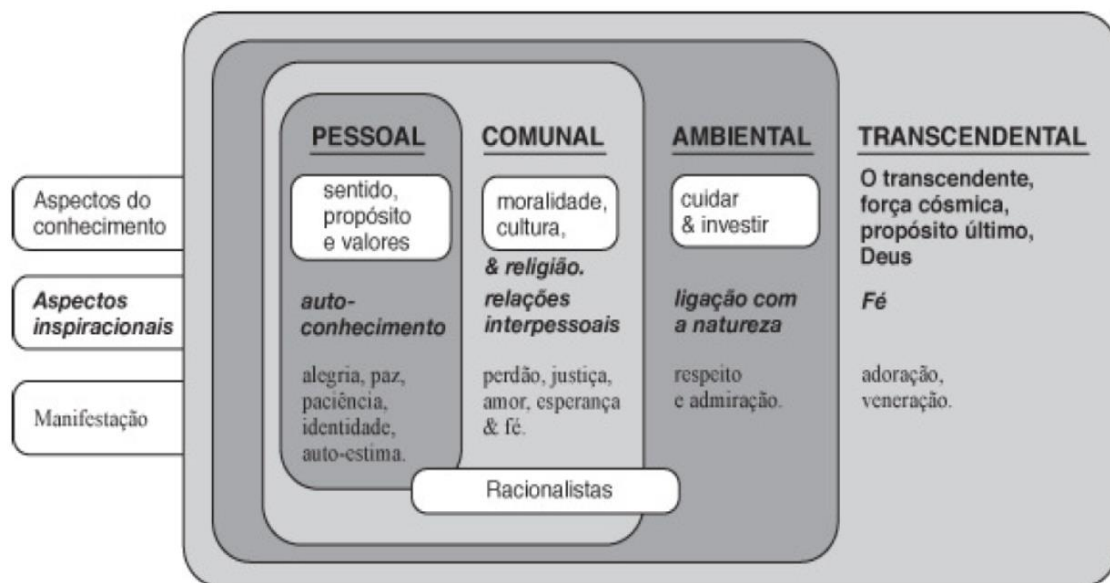 PESSOAL COMUNAL AMBIENTAL TRANSCENDENTAL
Aspectos do
conhecimento
sentido,
propósito
e valores
moralidade,
cultura,
& religião.
cuidar
& investir
O transcendente,
força cósmica,
propósito último,
Deus
Aspectos
inspiracionais
auto-
conhecimento
relações
interpessoais
ligação com
a natureza
Fé
Manifestação
alegria, paz,
paciência,
identidade,
auto-estima.
perdão, justiça,
amor, esperança
& fé.
respeito
e admiração.
adoração,
veneração.
Racionalistas